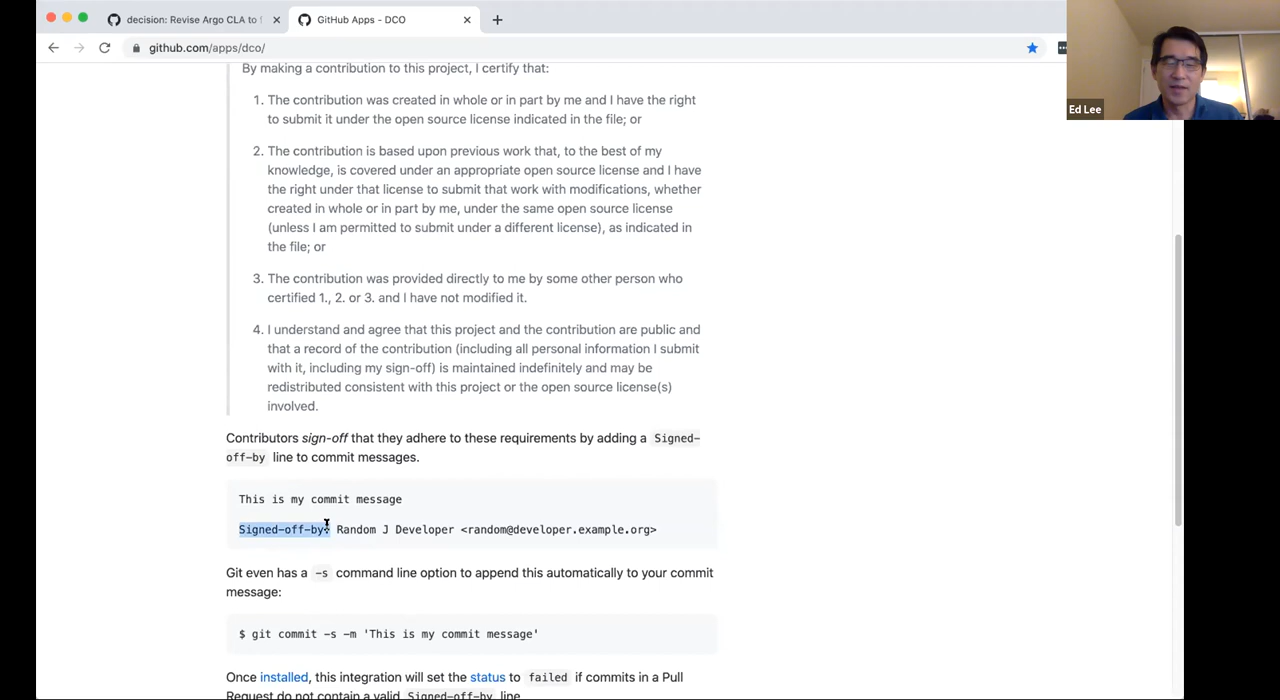 decision: Revise Argo CLA to
GitHub Apps - DCO
github.com/apps/dco/
Ed Lee
By making a contribution to this project, I certify that:
1. The contribution was created in whole or in part by me and I have the right
to submit it under the open source license indicated in the file; or
2. The contribution is based upon previous work that, to the best of my
knowledge, is covered under an appropriate open source license and I have
the right under that license to submit that work with modifications, whether
created in whole or in part by me, under the same open source license
(unless I am permitted to submit under a different license), as indicated in
the file; or
3. The contribution was provided directly to me by some other person who
certified 1., 2. or 3. and I have not modified it.
4. I understand and agree that this project and the contribution are public and
that a record of the contribution (including all personal information I submit
with it, including my sign-off) is maintained indefinitely and may be
redistributed consistent with this project or the open source license(s)
involved.
Contributors sign-off that they adhere to these requirements by adding a Signed-
off-by line to commit messages.
This is my commit message
Signed-off-by: Random J Developer <random@developer.example.org>
Git even has a -s command line option to append this automatically to your commit
message:
$ git commit -s -m 'This is my commit message'
Once installed, this integration will set the status to failed if commits in a Pull
Request do not contain a valid Signed-off-by line.